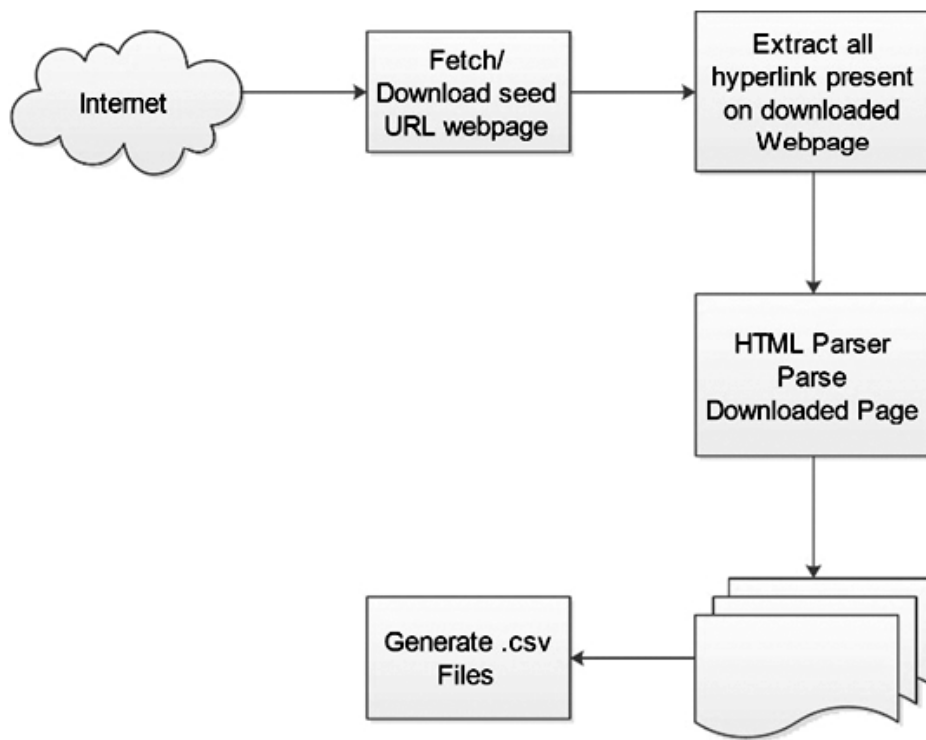 Internet
Fetch/
Download seed
URL webpage
Extract all
hyperlink present
on downloaded
Webpage
HTML Parser
Parse
Downloaded Page
Generate .csv
Files